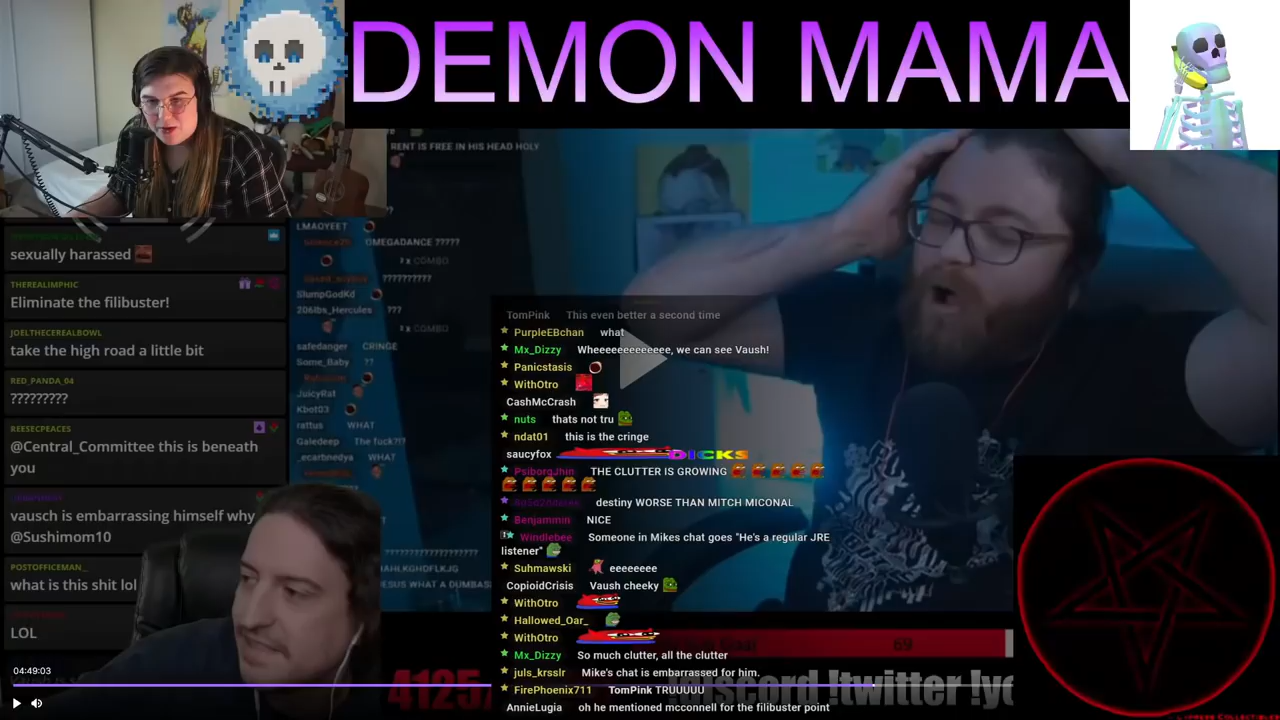 DEMON MAMA
RENT IS FREE IN HIS HEAD HOLY
sexually harassed
THEREALIMPHIC
Eliminate the filibuster!
JOELTHECEREALBOWL
take the high road a little bit
RED_PANDA_04
?????????
REESECPEACES
@Central_Committee this is beneath
you
vausch is embarrassing himself why
@Sushimom10
POSTOFFICEMAN_
what is this shit lol
LOL
04:49:03
LMAOYEET
OMEGADANCE ?????
COMBO
??????????
SlumpGodKd
206lbs_Hercules ???
COMBO
safedanger CRINGE
Some_Baby ??
JuicyRat
Kbot03
rattus WHAT
Galedeep The fuck?!?
_ecartnedya WHAT
TomPink This even better a second time
PurpleEBchan what
Mx_Dizzy Wheeeeeeeeeeee, we can see Vaush!
Panicstasis
WithOtro
CashMcCrash
nuts thats not tru
ndat01 this is the cringe
saucyfox DICKS
PsiborgJhin THE CLUTTER IS GROWING
destiny WORSE THAN MITCH MICONAL
Benjamnin NICE
Windlebee Someone in Mikes chat goes "He's a regular JRE
listener"
Suhmawski eeeeeeee
CopioidCrisis Vaush cheeky
WithOtro
Hallowed_Oar_
WithOtro
Mx_Dizzy So much clutter, all the clutter
juls_krsslr Mike's chat is embarrassed for him.
FirePhoenix711 TomPink TRUUUUU
AnnieLugia oh he mentioned mcconnell for the filibuster point
69
4125
!discord !twitter